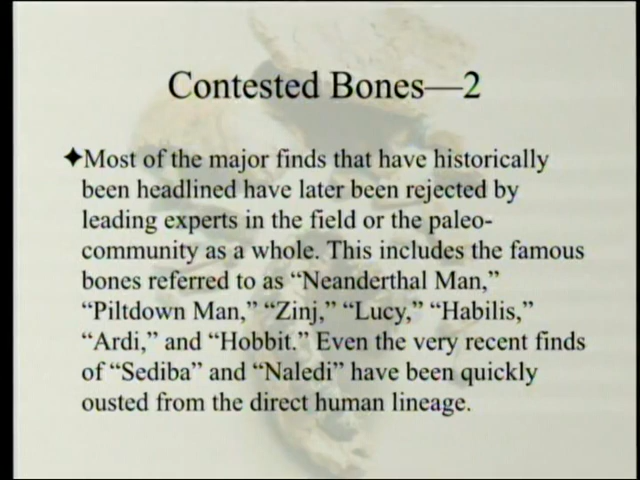 Contested Bones—2
✦Most of the major finds that have historically
been headlined have later been rejected by
leading experts in the field or the paleo-
community as a whole. This includes the famous
bones referred to as “Neanderthal Man,”
“Piltdown Man,” “Zinj,” “Lucy,” “Habilis,”
“Ardi,” and “Hobbit.” Even the very recent finds
of “Sediba” and “Naledi” have been quickly
ousted from the direct human lineage.